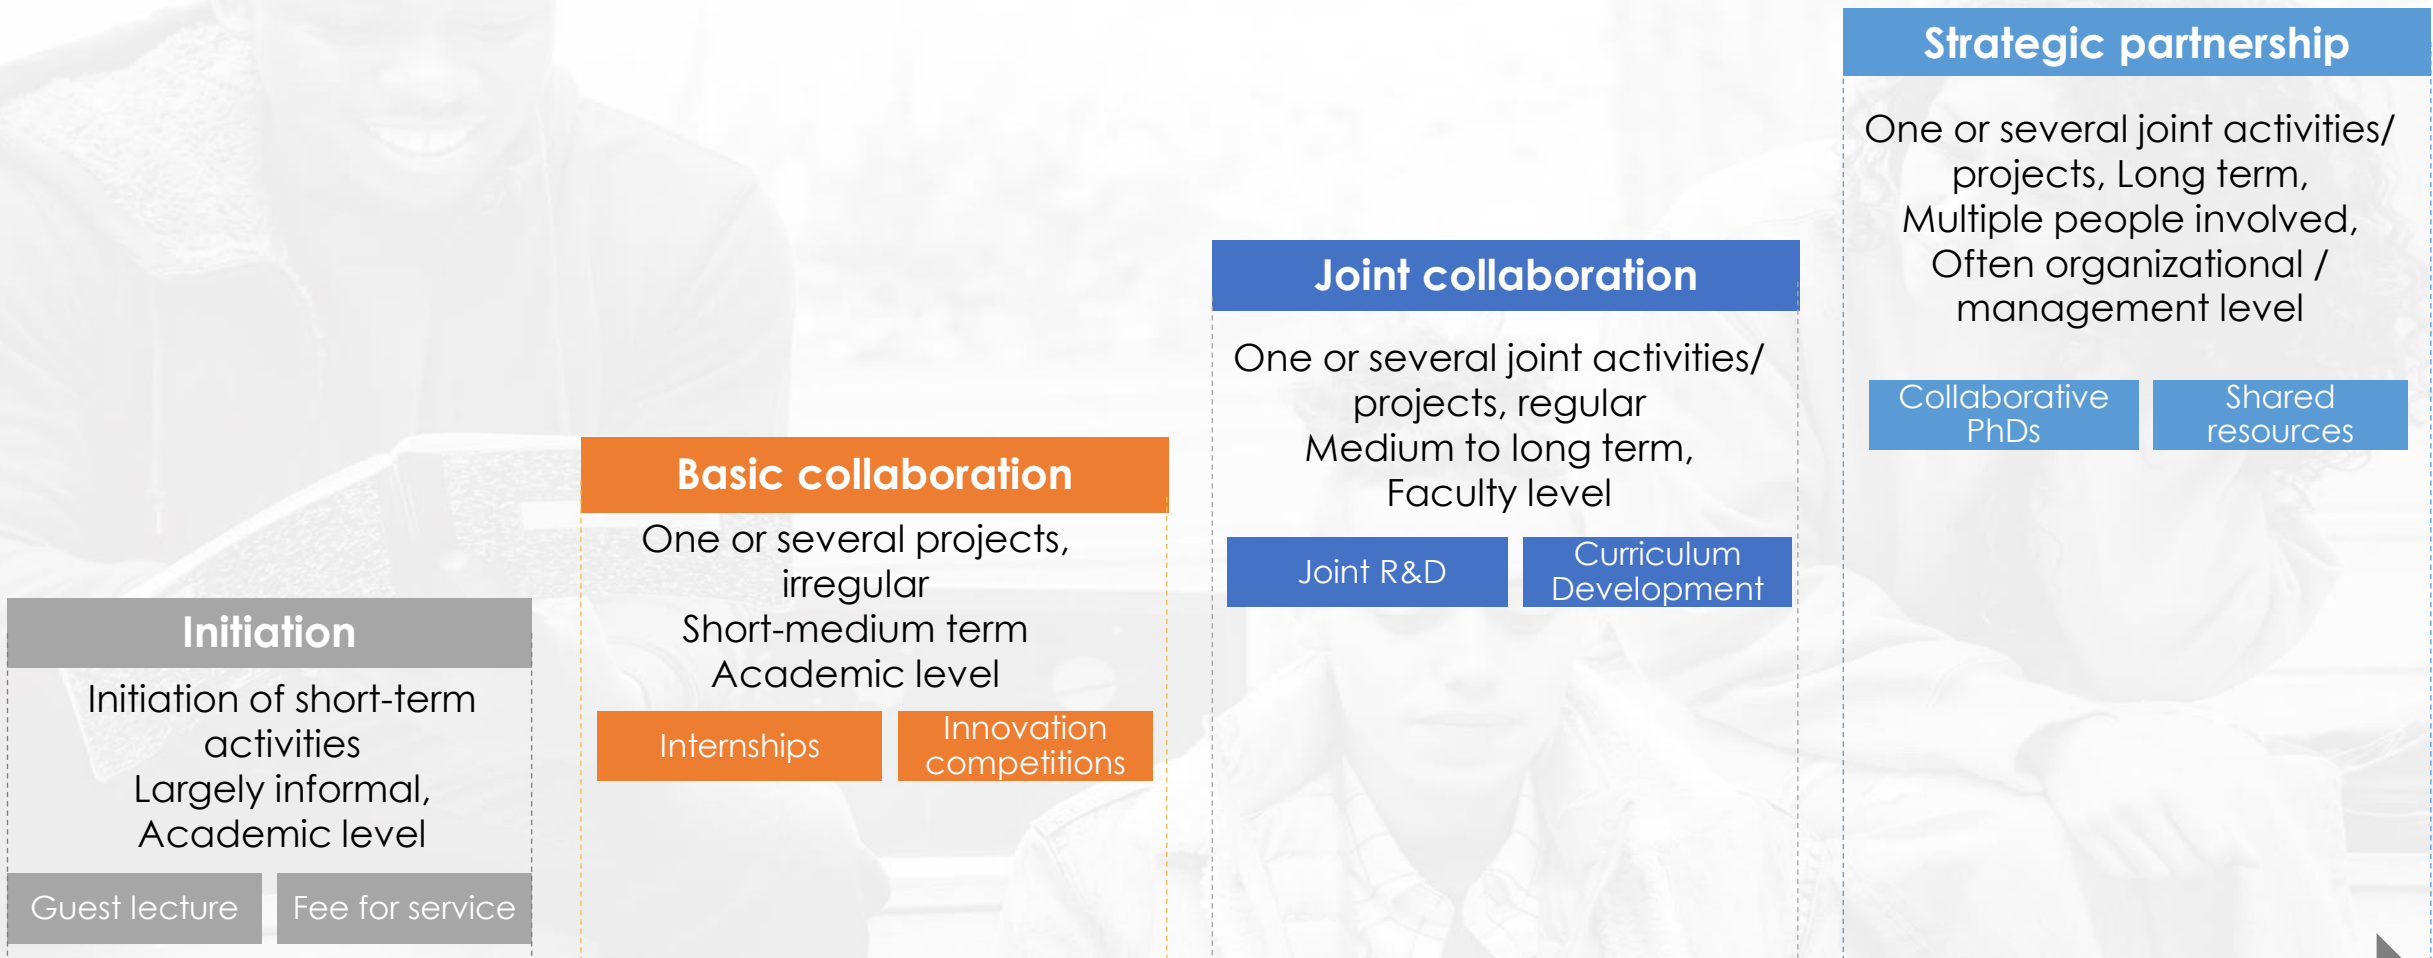 Initiation
Initiation of short-term
activities
Largely informal,
Academic level
Guest lecture
Fee for service
Basic collaboration
One or several projects,
irregular
Short-medium term
Academic level
Internships
Innovation
competitions
Joint collaboration
One or several joint activities/
projects, regular
Medium to long term,
Faculty level
Joint R&D
Curriculum
Development
Strategic partnership
One or several joint activities/
projects, Long term,
Multiple people involved,
Often organizational /
management level
Collaborative
PhDs
Shared
resources